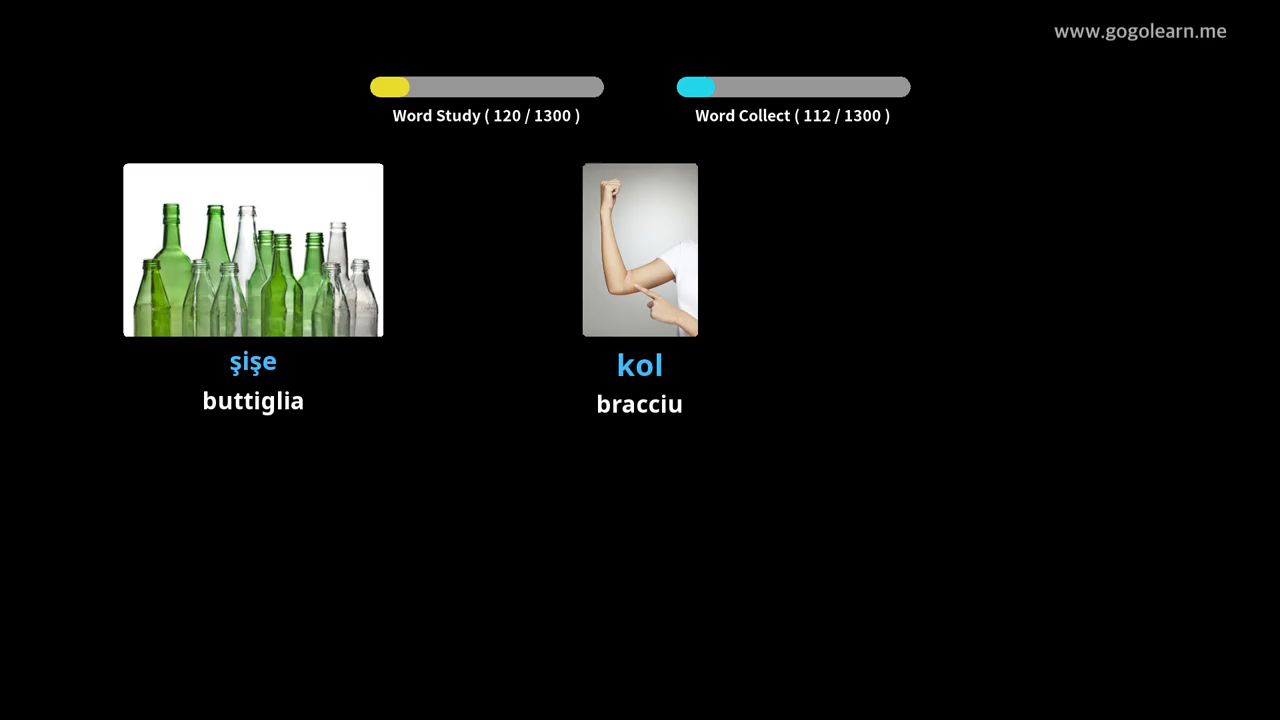 www.gogolearn.me
Word Study ( 120 / 1300 )
Word Collect ( 112 / 1300 )
şişe
buttiglia
kol
bracciu